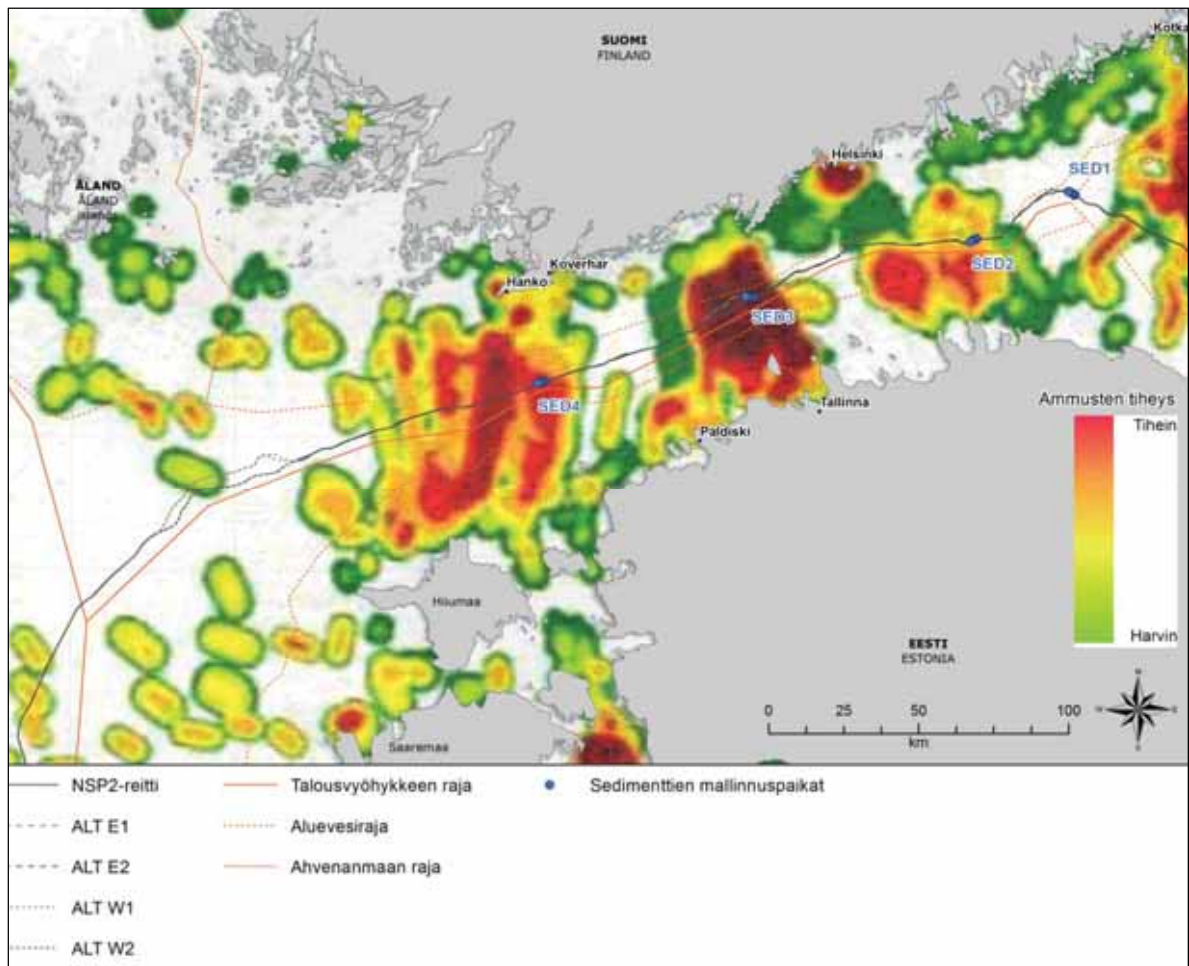 Kotka
SUOMI
FINLAND
Helsinki
SED1
ÅLAND
ÅLAND
SED2
Koverhar
Hanko
SED3
SED4
Tallinna
Paldiski
Ammusten tiheys
Tihein
Harvin
Hiiumaa
EESTI
ESTONIA
Saaremaa
N
0 25 50 100
km
NSP2-reitti
Talousvyöhykkeen raja
Sedimenttien mallinnuspaikat
ALT E1
Aluevesiraja
ALT E2
Ahvenanmaan raja
ALT W1
ALT W2